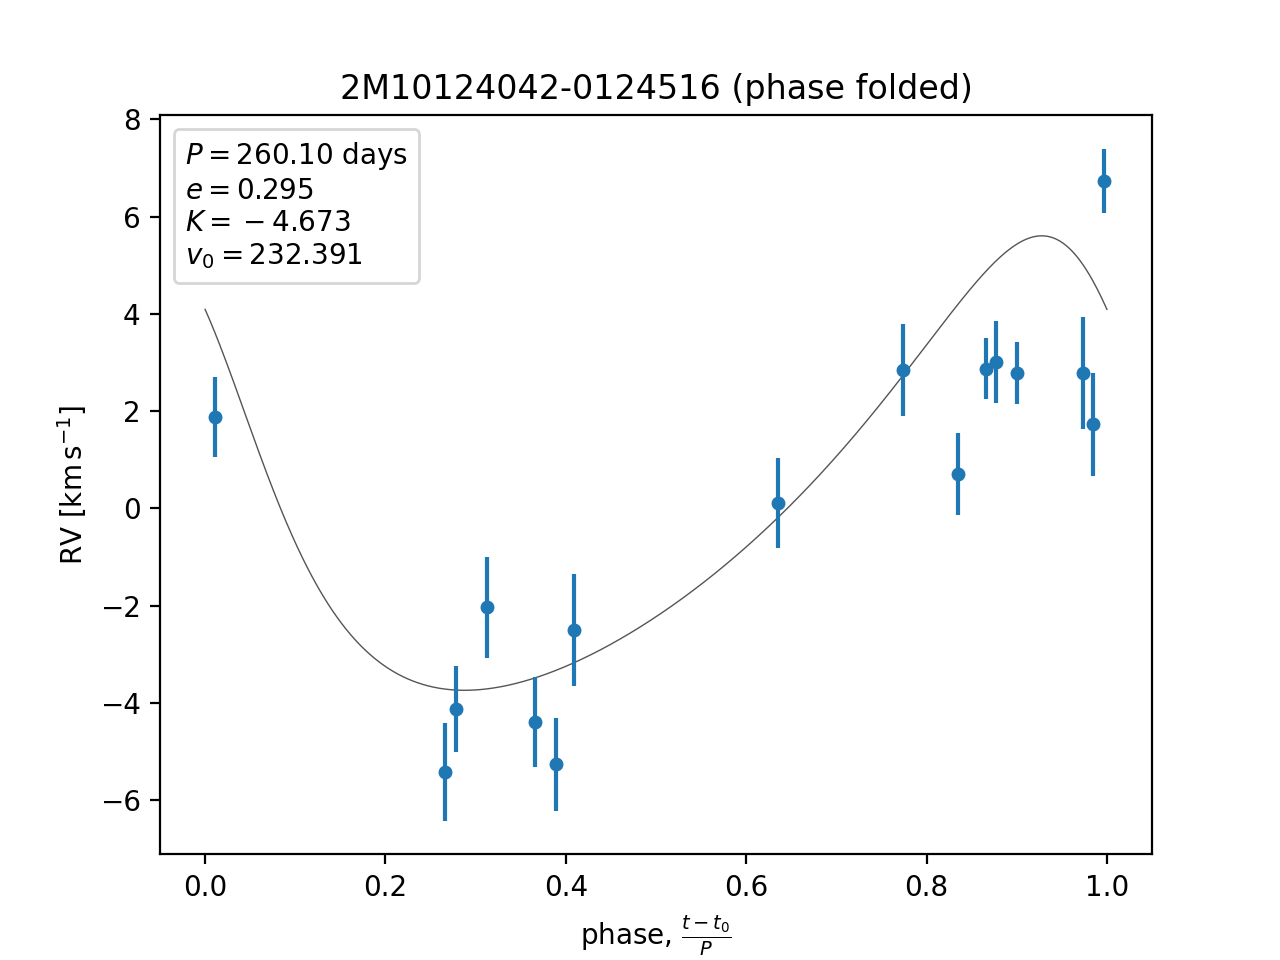 2M10124042-0124516 (phase folded)
P = 260.10 days
e = 0.295
K = −4.673
v₀ = 232.391
RV [km s⁻¹]
8
6
4
2
0
−2
−4
−6
0.0 0.2 0.4 0.6 0.8 1.0
phase, (t − t₀)/P